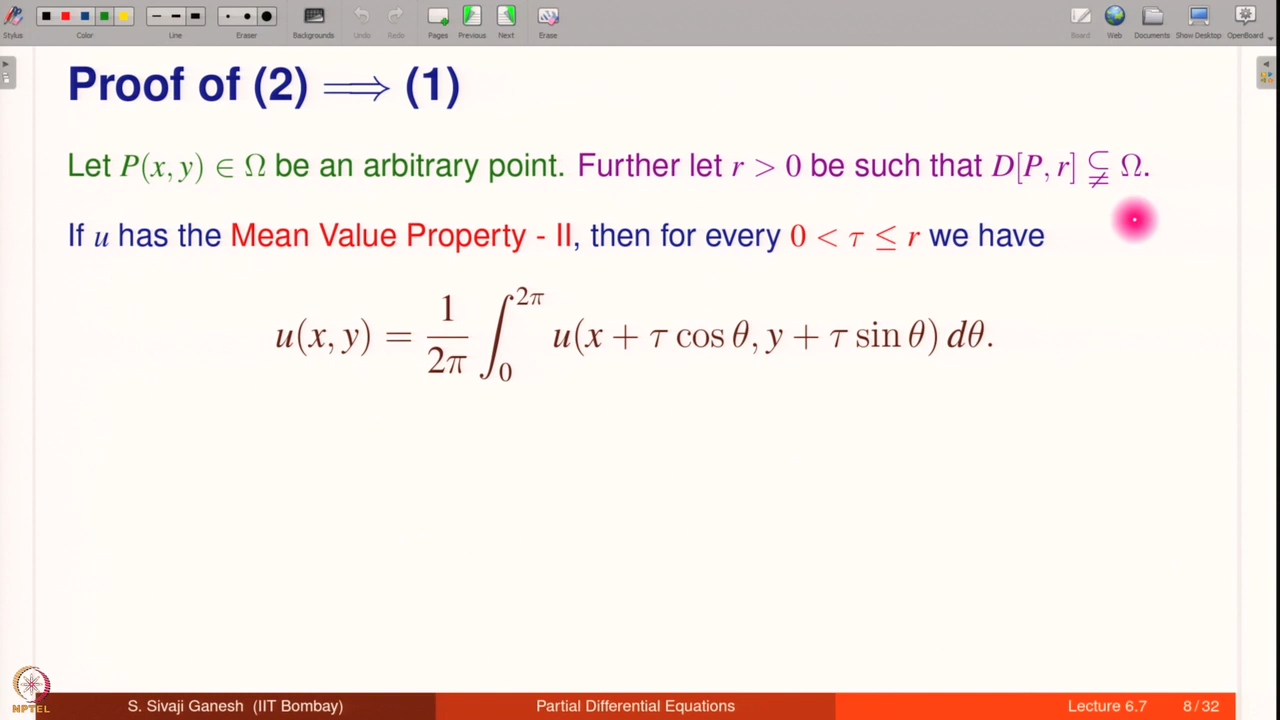 Stylus Color Line Eraser Backgrounds Undo Redo Pages Previous Next Erase Board Web Documents Show Desktop OpenBoard
Proof of (2) ⟹ (1)
Let P(x, y) ∈ Ω be an arbitrary point. Further let r > 0 be such that D[P, r] ⊊ Ω.
If u has the Mean Value Property - II, then for every 0 < τ ≤ r we have
u(x, y) = \frac{1}{2π} ∫_0^{2π} u(x + τ cos θ, y + τ sin θ) dθ.
NPTEL
S. Sivaji Ganesh (IIT Bombay) Partial Differential Equations Lecture 6.7 8 / 32